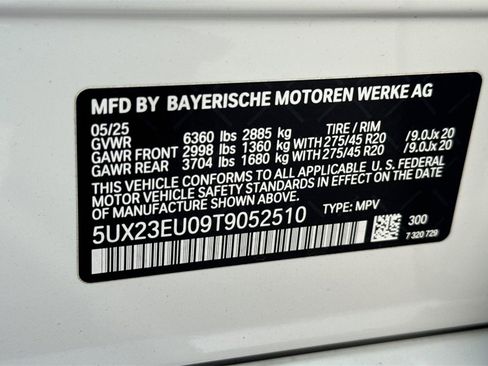 MFD BY BAYERISCHE MOTOREN WERKE AG
05/25 TIRE / RIM
GVWR 6360 lbs 2885 kg
GAWR FRONT 2998 lbs 1360 kg WITH 275/45 R20 /9.0Jx 20
GAWR REAR 3704 lbs 1680 kg WITH 275/45 R20 /9.0Jx 20
THIS VEHICLE CONFORMS TO ALL APPLICABLE U.S. FEDERAL
MOTOR VEHICLE SAFETY AND THEFT PREVENTION STANDARDS
IN EFFECT ON THE DATE OF MANUFACTURE SHOWN ABOVE.
5UX23EU09T9052510 TYPE: MPV
300
7 320 729